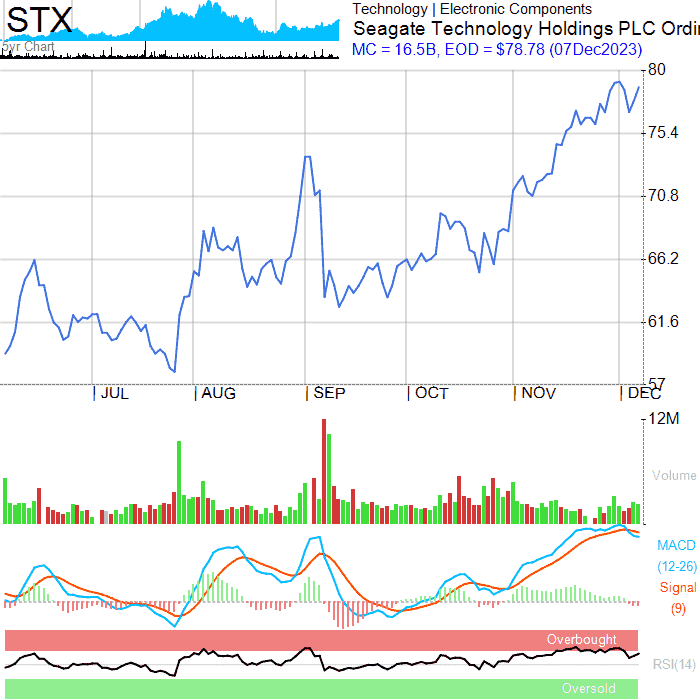 STX
5yr Chart
Technology | Electronic Components
Seagate Technology Holdings PLC Ordi
MC = 16.5B, EOD = $78.78 (07Dec2023)
80
75.4
70.8
66.2
61.6
57
JUL
AUG
SEP
OCT
NOV
DEC
12M
Volume
MACD
(12-26)
Signal
(9)
Overbought
RSI(14)
Oversold